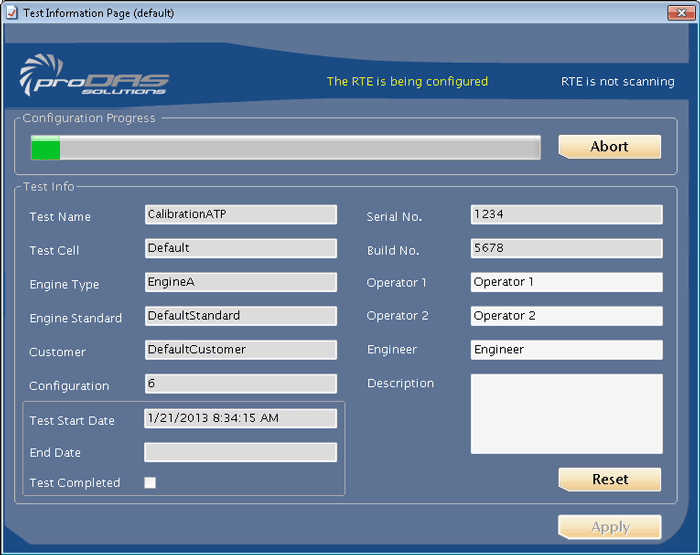 Test Information Page (default)
proDAS
SOLUTIONS
The RTE is being configured
RTE is not scanning
Configuration Progress
Abort
Test Info
Test Name CalibrationATP
Serial No. 1234
Test Cell Default
Build No. 5678
Engine Type EngineA
Operator 1 Operator 1
Engine Standard DefaultStandard
Operator 2 Operator 2
Customer DefaultCustomer
Engineer Engineer
Configuration 6
Description
Test Start Date 1/21/2013 8:34:15 AM
End Date
Test Completed
Reset
Apply